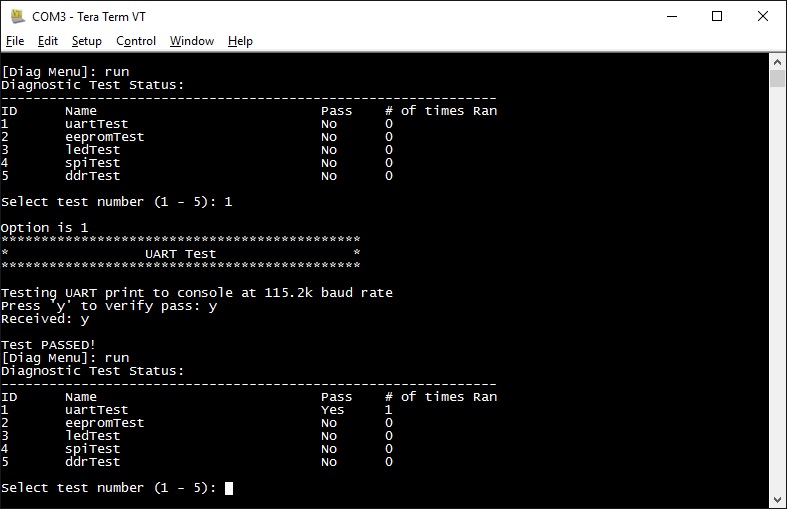 COM3 - Tera Term VT
File Edit Setup Control Window Help
[Diag Menu]: run
Diagnostic Test Status:
--------------------------------------------------------------
ID Name Pass # of times Ran
1 uartTest No 0
2 eepromTest No 0
3 ledTest No 0
4 spiTest No 0
5 ddrTest No 0
Select test number (1 - 5): 1
Option is 1
*********************************************
* UART Test *
*********************************************
Testing UART print to console at 115.2k baud rate
Press 'y' to verify pass: y
Received: y
Test PASSED!
[Diag Menu]: run
Diagnostic Test Status:
--------------------------------------------------------------
ID Name Pass # of times Ran
1 uartTest Yes 1
2 eepromTest No 0
3 ledTest No 0
4 spiTest No 0
5 ddrTest No 0
Select test number (1 - 5):